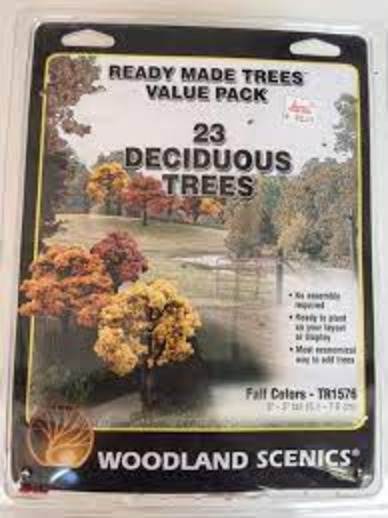 READY MADE TREES™
VALUE PACK
23
DECIDUOUS
TREES
• No assembly
required
• Ready to plant
on your layout
or display
• Most economical
way to add trees
Fall Colors - TR1576
WOODLAND SCENICS®